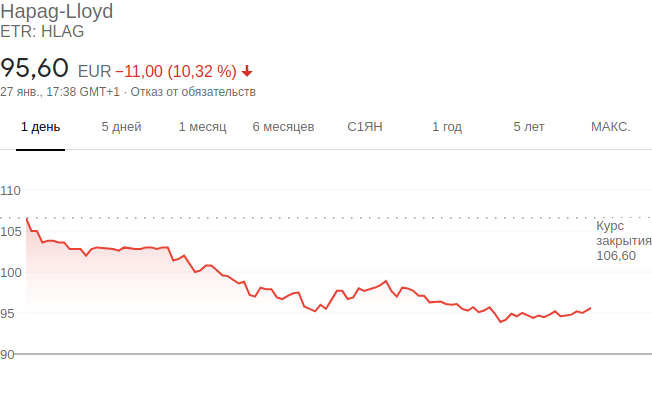 Hapag-Lloyd
ETR: HLAG
95,60 EUR −11,00 (10,32 %)
27 янв., 17:38 GMT+1 · Отказ от обязательств
1 день 5 дней 1 месяц 6 месяцев С1ЯН 1 год 5 лет МАКС.
110
105
Курс
закрытия
106,60
100
95
90